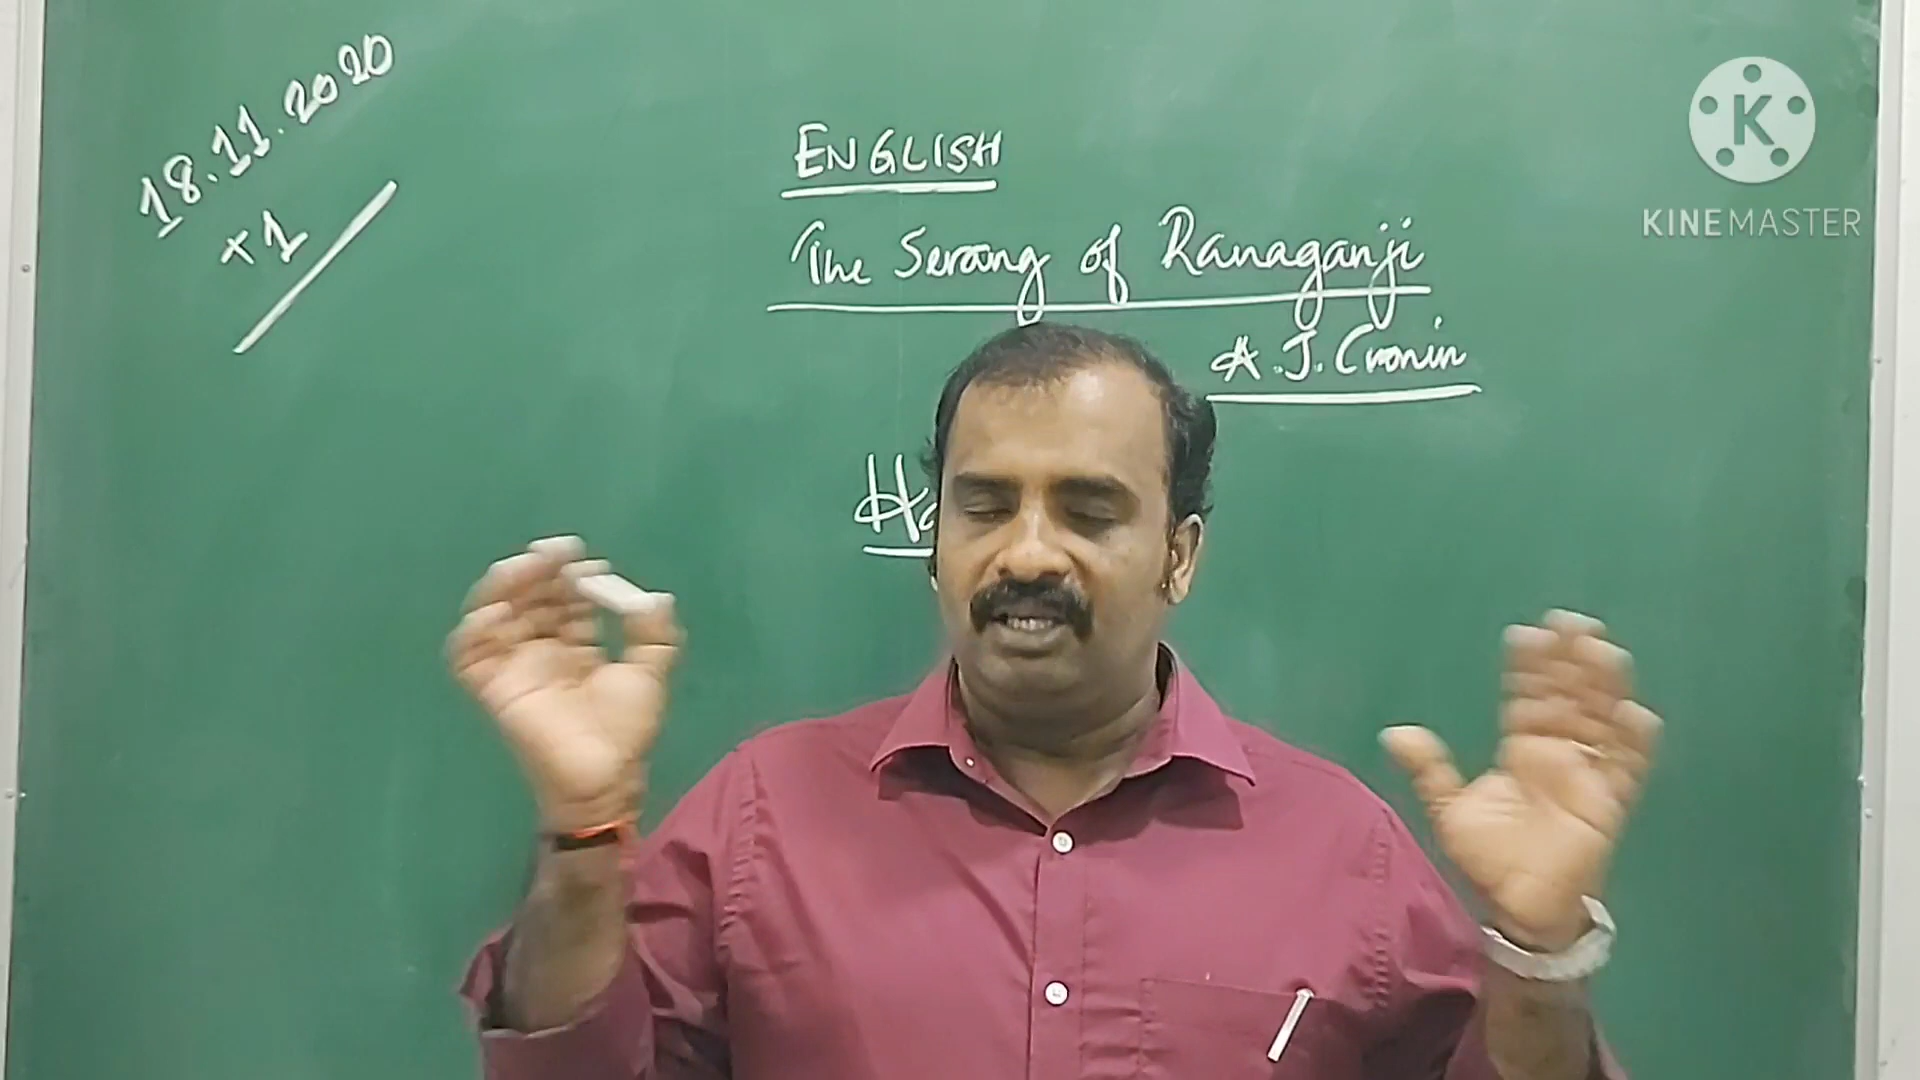 18.11.2020
+1
ENGLISH
The Serang of Ranaganji
A.J. Cronin
K
KINEMASTER